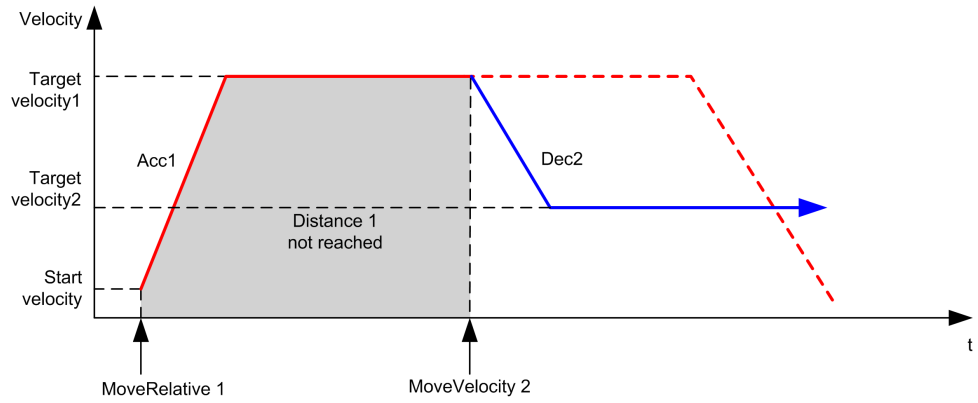 Velocity
Target
velocity1
Acc1
Dec2
Target
velocity2
Distance 1
not reached
Start
velocity
t
MoveRelative 1
MoveVelocity 2